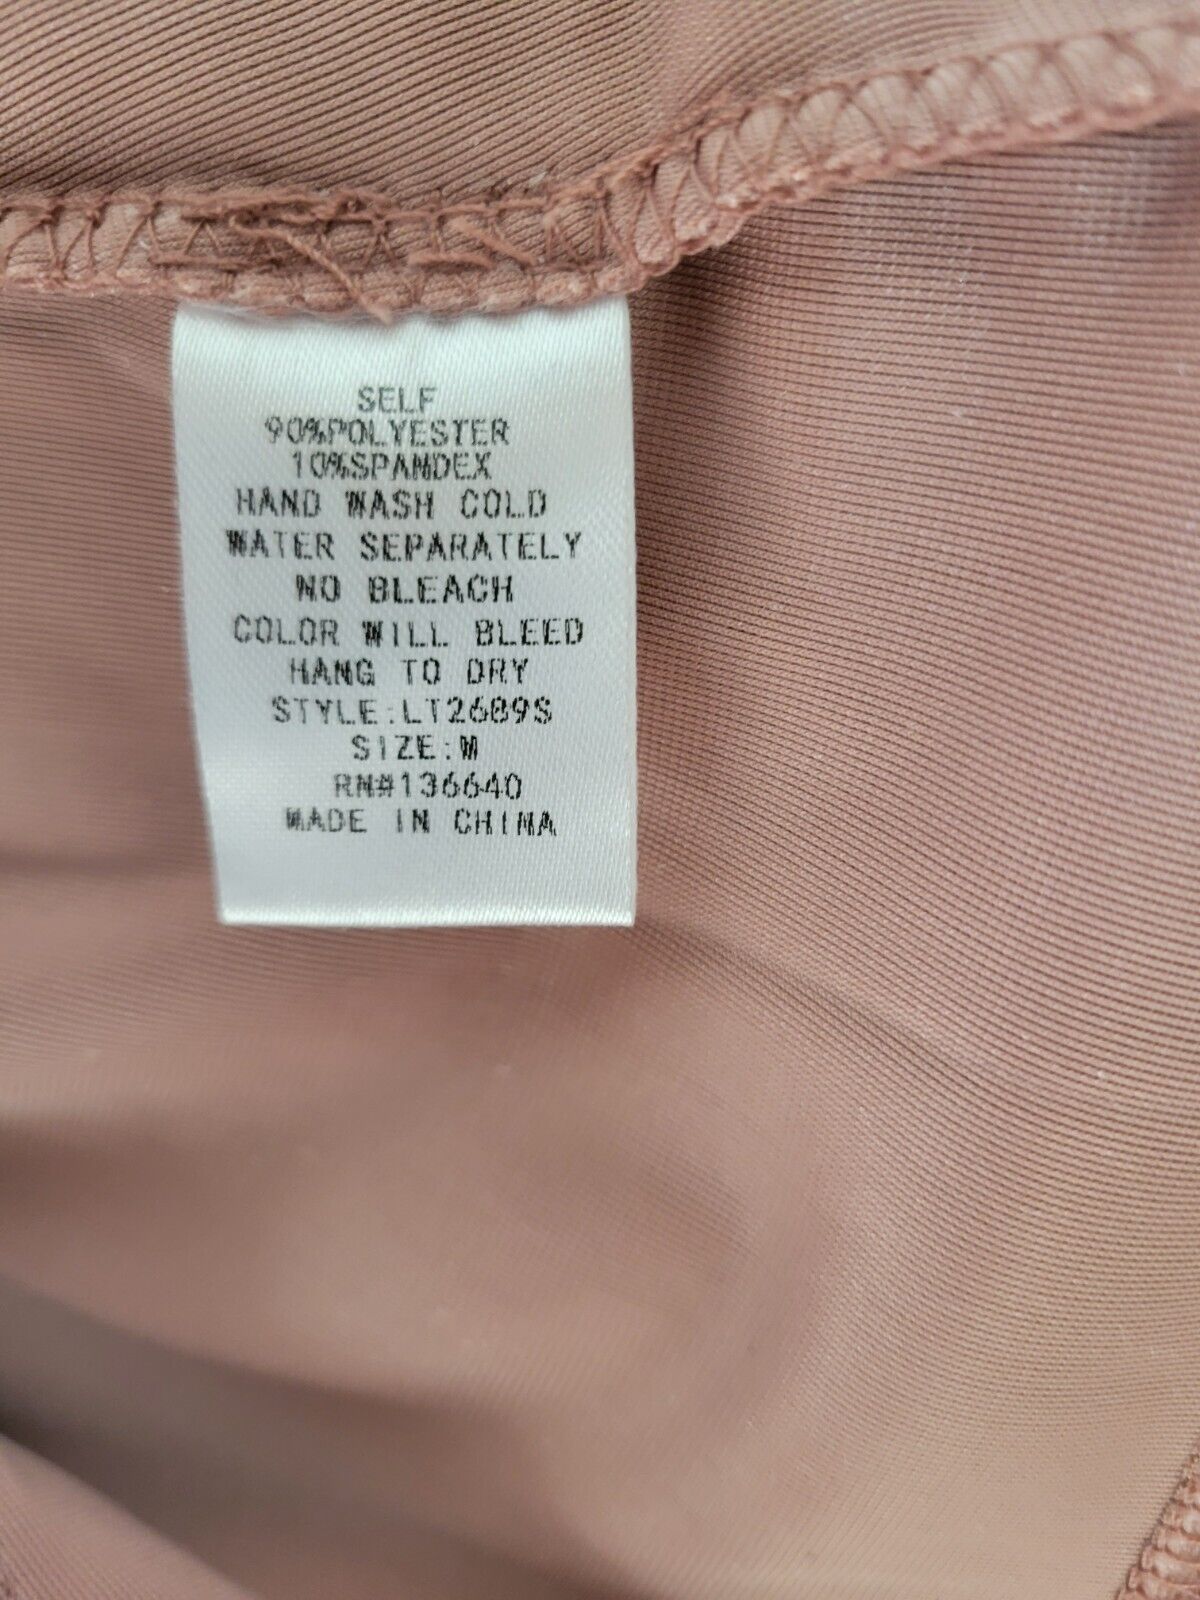 SELF
90%POLYESTER
10%SPANDEX
HAND WASH COLD
WATER SEPARATELY
NO BLEACH
COLOR WILL BLEED
HANG TO DRY
STYLE:LT2689S
SIZE:M
RN#136640
MADE IN CHINA